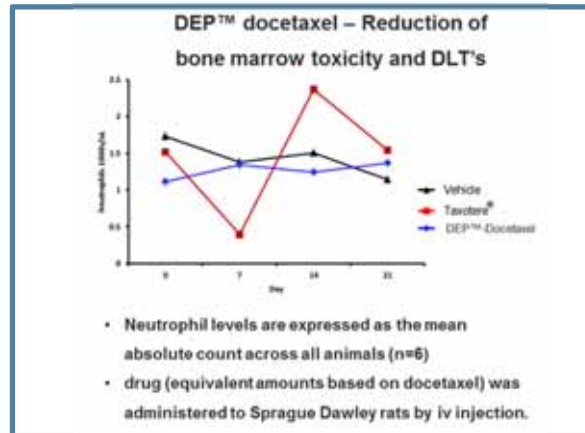 DEP™ docetaxel – Reduction of
bone marrow toxicity and DLT's
2.5
2
1.5
1
0.5
0
Neutrophils
0
7
14
21
Day
Vehicle
Taxotere®
DEP™-Docetaxel
• Neutrophil levels are expressed as the mean
absolute count across all animals (n=6)
• drug (equivalent amounts based on docetaxel) was
administered to Sprague Dawley rats by iv injection.